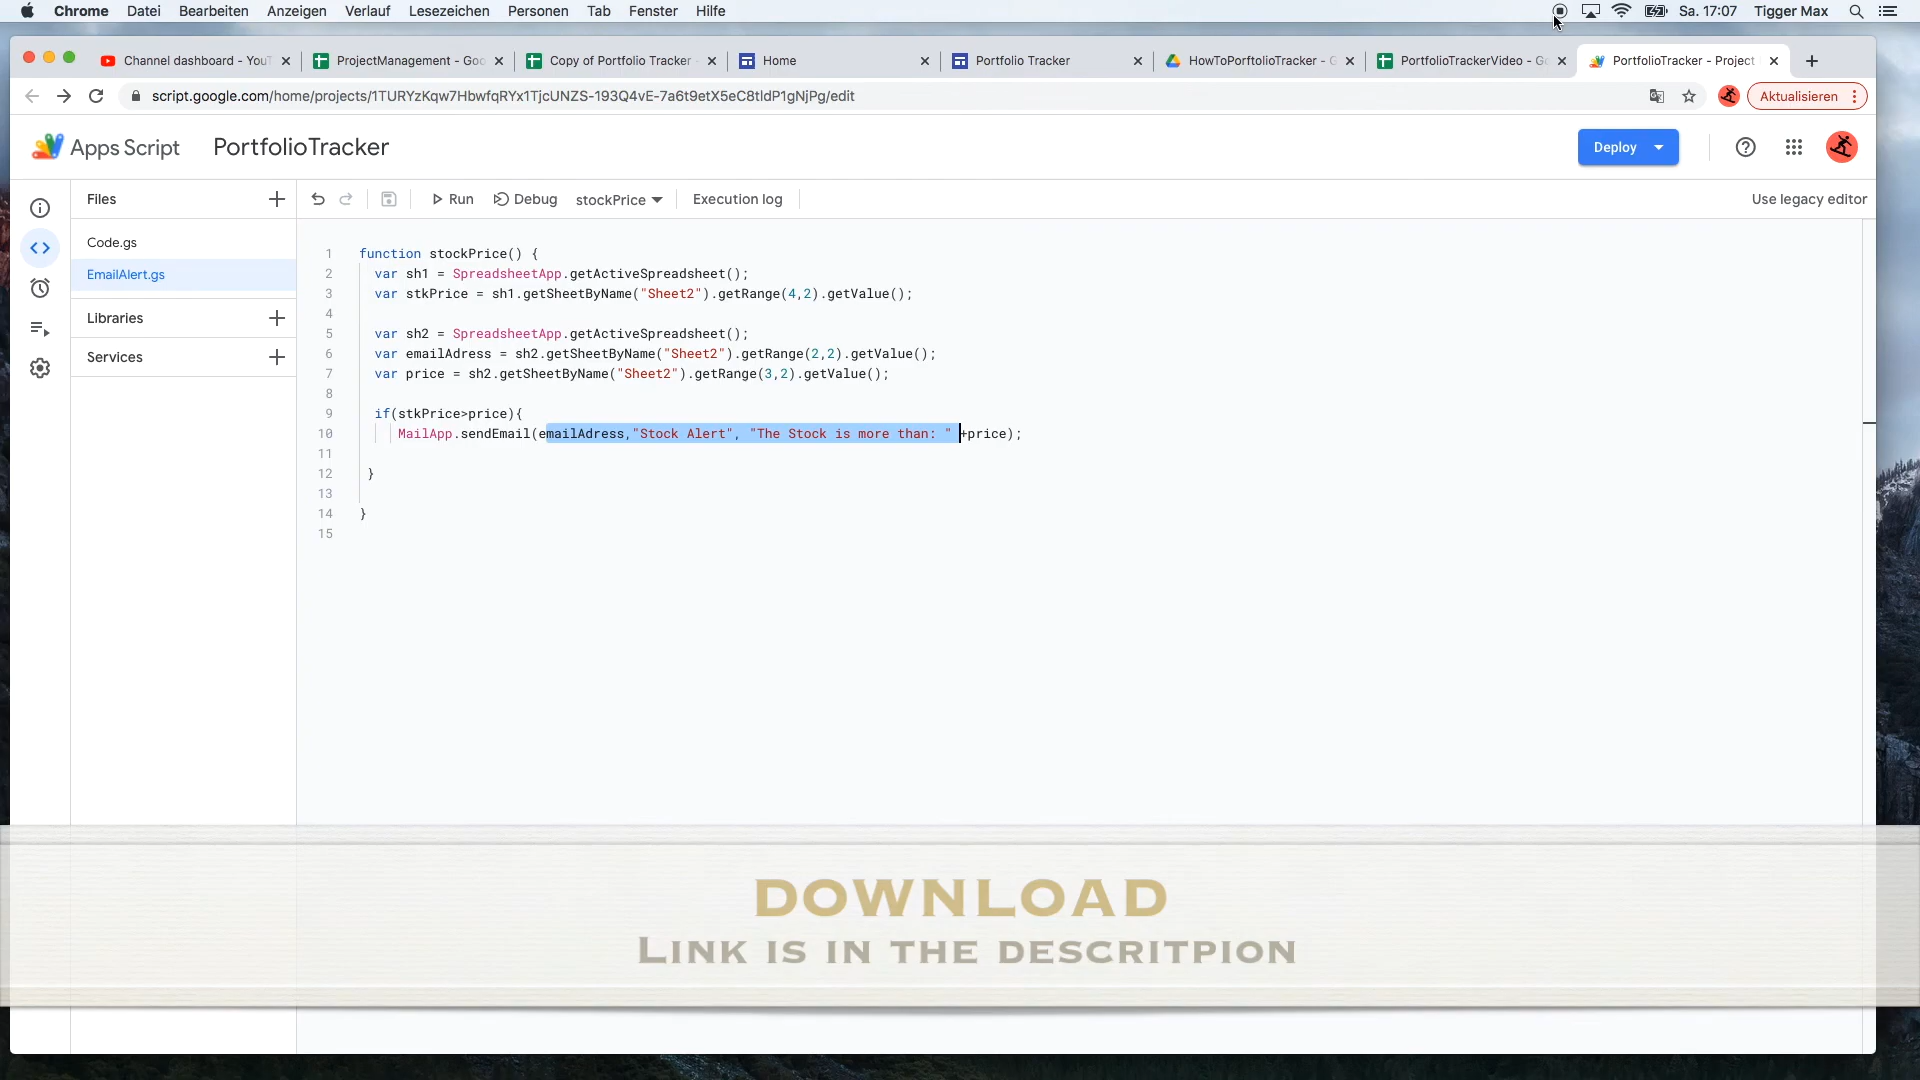 Chrome Datei Bearbeiten Anzeigen Verlauf Lesezeichen Personen Tab Fenster Hilfe Sa. 17:07 Tigger Max
Channel dashboard - YouT ProjectManagement - Goo Copy of Portfolio Tracker - Home Portfolio Tracker HowToPorftolioTracker - G PortfolioTrackerVideo - Go PortfolioTracker - Project
script.google.com/home/projects/1TURYzKqw7HbwfqRYx1TjcUNZS-193Q4vE-7a6t9etX5eC8tIdP1gNjPg/edit Aktualisieren
Apps Script PortfolioTracker Deploy
Files Run Debug stockPrice Execution log Use legacy editor
Code.gs
EmailAlert.gs
Libraries
Services
1 function stockPrice() {
2 var sh1 = SpreadsheetApp.getActiveSpreadsheet();
3 var stkPrice = sh1.getSheetByName("Sheet2").getRange(4,2).getValue();
4
5 var sh2 = SpreadsheetApp.getActiveSpreadsheet();
6 var emailAdress = sh2.getSheetByName("Sheet2").getRange(2,2).getValue();
7 var price = sh2.getSheetByName("Sheet2").getRange(3,2).getValue();
8
9 if(stkPrice>price){
10 MailApp.sendEmail(emailAdress,"Stock Alert", "The Stock is more than: " +price);
11
12 }
13
14 }
15
DOWNLOAD
LINK IS IN THE DESCRITPION